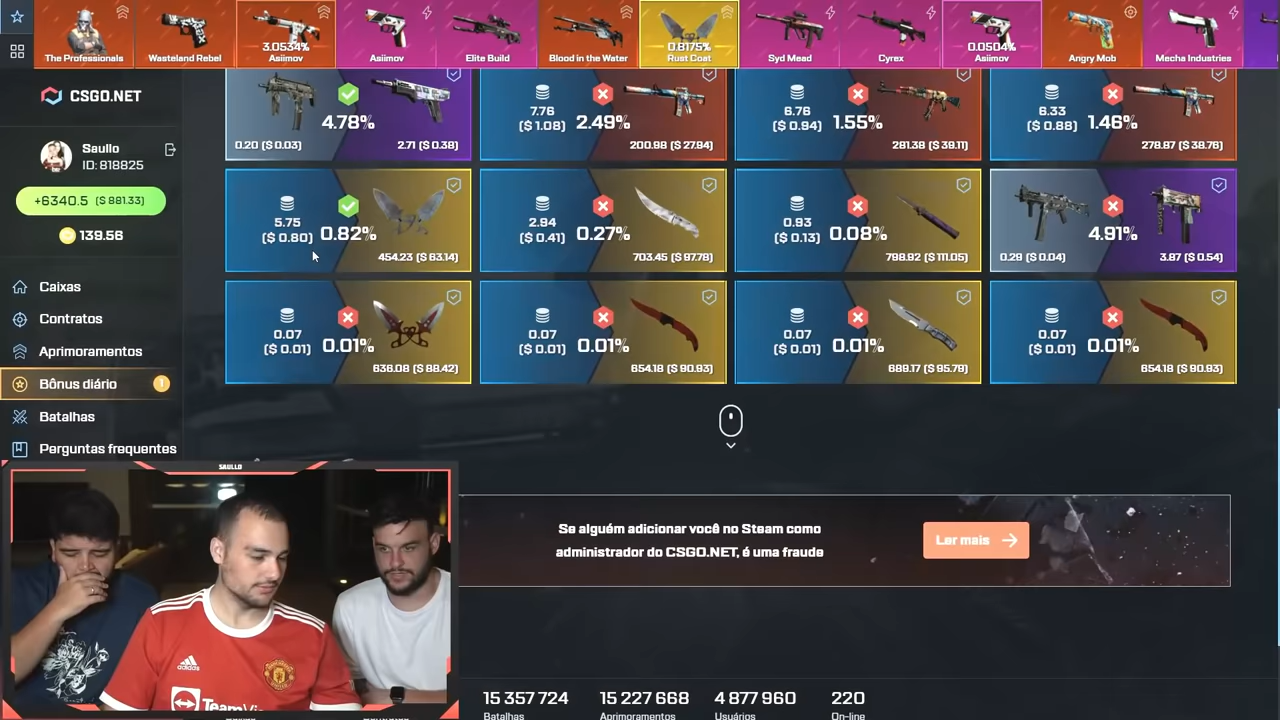 3.0534%
0.8175%
0.0504%
The Professionals
Wasteland Rebel
Asiimov
Asiimov
Elite Build
Blood in the Water
Rust Coat
Syd Mead
Cyrex
Asiimov
Angry Mob
Mecha Industries
CSGO.NET
Saullo
ID: 818825
+6340.5 ($ 881.33)
139.56
Caixas
Contratos
Aprimoramentos
Bônus diário
1
Batalhas
Perguntas frequentes
4.78%
0.20 ($ 0.03)
2.71 ($ 0.38)
7.76
($ 1.08)
2.49%
200.98 ($ 27.94)
6.76
($ 0.94)
1.55%
281.38 ($ 39.11)
6.33
($ 0.88)
1.46%
278.87 ($ 38.76)
5.75
($ 0.80)
0.82%
454.23 ($ 63.14)
2.94
($ 0.41)
0.27%
703.45 ($ 97.78)
0.93
($ 0.13)
0.08%
798.92 ($ 111.05)
4.91%
0.29 ($ 0.04)
3.87 ($ 0.54)
0.07
($ 0.01)
0.01%
636.08 ($ 88.42)
0.07
($ 0.01)
0.01%
654.18 ($ 90.93)
0.07
($ 0.01)
0.01%
689.17 ($ 95.79)
0.07
($ 0.01)
0.01%
654.18 ($ 90.93)
Se alguém adicionar você no Steam como
administrador do CSGO.NET, é uma fraude
Ler mais
SAULLO
adidas
TeamVi
15 357 724
Batalhas
15 227 668
Aprimoramentos
4 877 960
Usuários
220
On-line